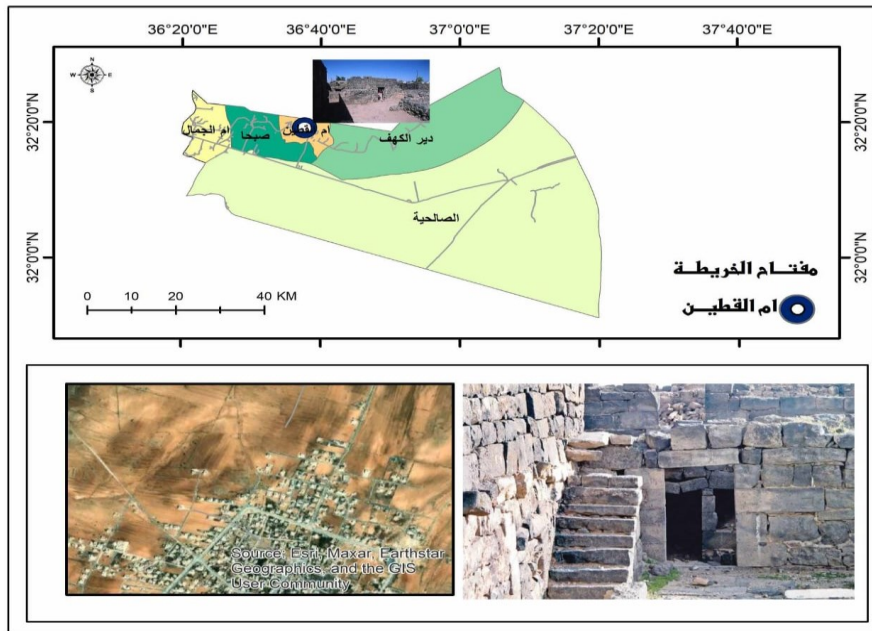 36°20'0"E
36°40'0"E
37°0'0"E
37°20'0"E
37°40'0"E
32°20'0"N
32°0'0"N
32°20'0"N
32°0'0"N
N
W
E
S
ام الجمال
صبحا
ام القطين
دير الكهف
الصالحية
0 10 20 40 KM
مفتاح الخريطة
ام القطين
Source: Esri, Maxar, Earthstar
Geographics, and the GIS
User Community